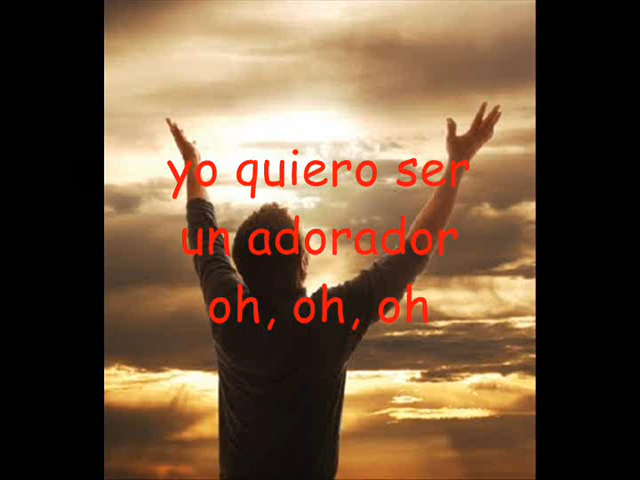 yo quiero ser
un adorador
oh, oh, oh